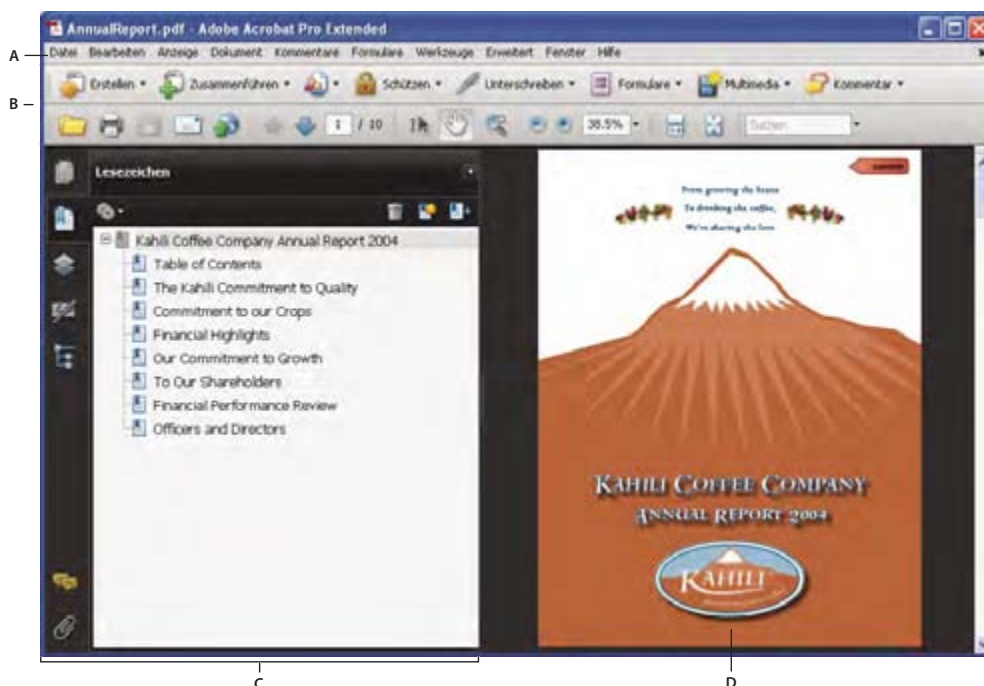 AnnualReport.pdf - Adobe Acrobat Pro Extended
A
Datei Bearbeiten Anzeige Dokument Kommentare Formulare Werkzeuge Erweitert Fenster Hilfe
Erstellen Zusammenführen Schützen Unterschreiben Formulare Multimedia Kommentar
B
1 / 10 38.5% Suchen
Lesezeichen
Kahili Coffee Company Annual Report 2004
Table of Contents
The Kahili Commitment to Quality
Commitment to our Crops
Financial Highlights
Our Commitment to Growth
To Our Shareholders
Financial Performance Review
Officers and Directors
From growing the beans
To drinking the coffee,
We're sharing the love
KAHILI COFFEE COMPANY
ANNUAL REPORT 2004
KAHILI
C
D